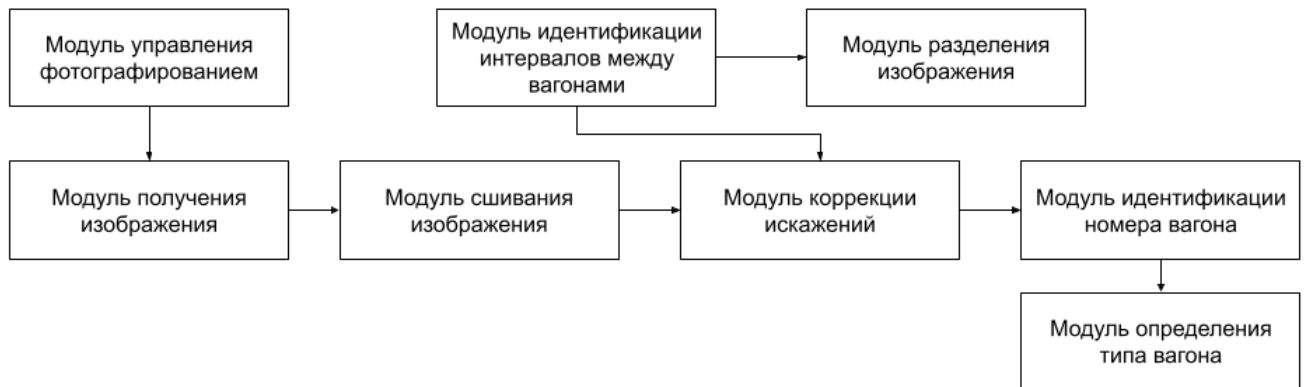 Модуль управления
фотографированием
Модуль идентификации
интервалов между
вагонами
Модуль разделения
изображения
Модуль получения
изображения
Модуль сшивания
изображения
Модуль коррекции
искажений
Модуль идентификации
номера вагона
Модуль определения
типа вагона